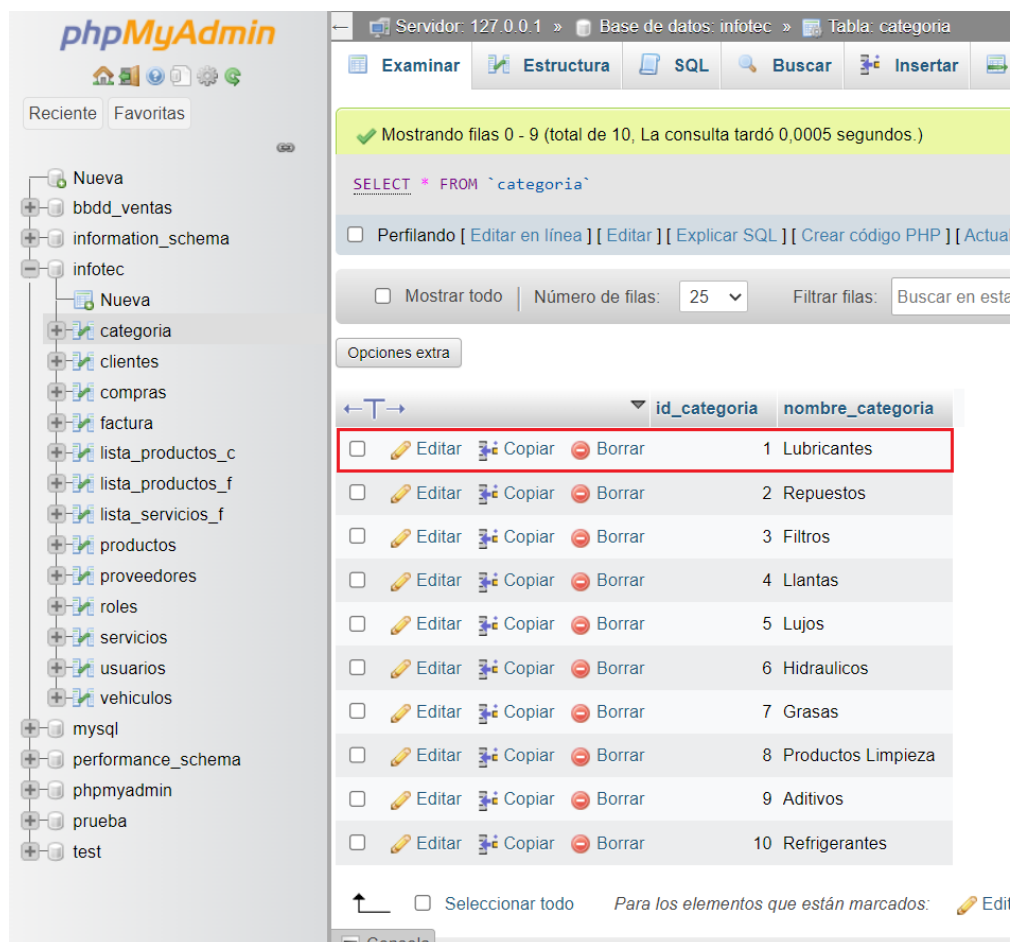 phpMyAdmin
Reciente Favoritas
Nueva
bbdd_ventas
information_schema
infotec
Nueva
categoria
clientes
compras
factura
lista_productos_c
lista_productos_f
lista_servicios_f
productos
proveedores
roles
servicios
usuarios
vehiculos
mysql
performance_schema
phpmyadmin
prueba
test
← Servidor: 127.0.0.1 » Base de datos: infotec » Tabla: categoria
Examinar Estructura SQL Buscar Insertar
Mostrando filas 0 - 9 (total de 10, La consulta tardó 0,0005 segundos.)
SELECT * FROM `categoria`
Perfilando [ Editar en línea ] [ Editar ] [ Explicar SQL ] [ Crear código PHP ] [ Actual
Mostrar todo | Número de filas: 25 Filtrar filas: Buscar en esta
Opciones extra
←T→ id_categoria nombre_categoria
Editar Copiar Borrar 1 Lubricantes
Editar Copiar Borrar 2 Repuestos
Editar Copiar Borrar 3 Filtros
Editar Copiar Borrar 4 Llantas
Editar Copiar Borrar 5 Lujos
Editar Copiar Borrar 6 Hidraulicos
Editar Copiar Borrar 7 Grasas
Editar Copiar Borrar 8 Productos Limpieza
Editar Copiar Borrar 9 Aditivos
Editar Copiar Borrar 10 Refrigerantes
Seleccionar todo Para los elementos que están marcados: Edit
Consola